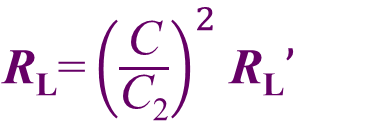 R_L = (C/C_2)^2 R_L’